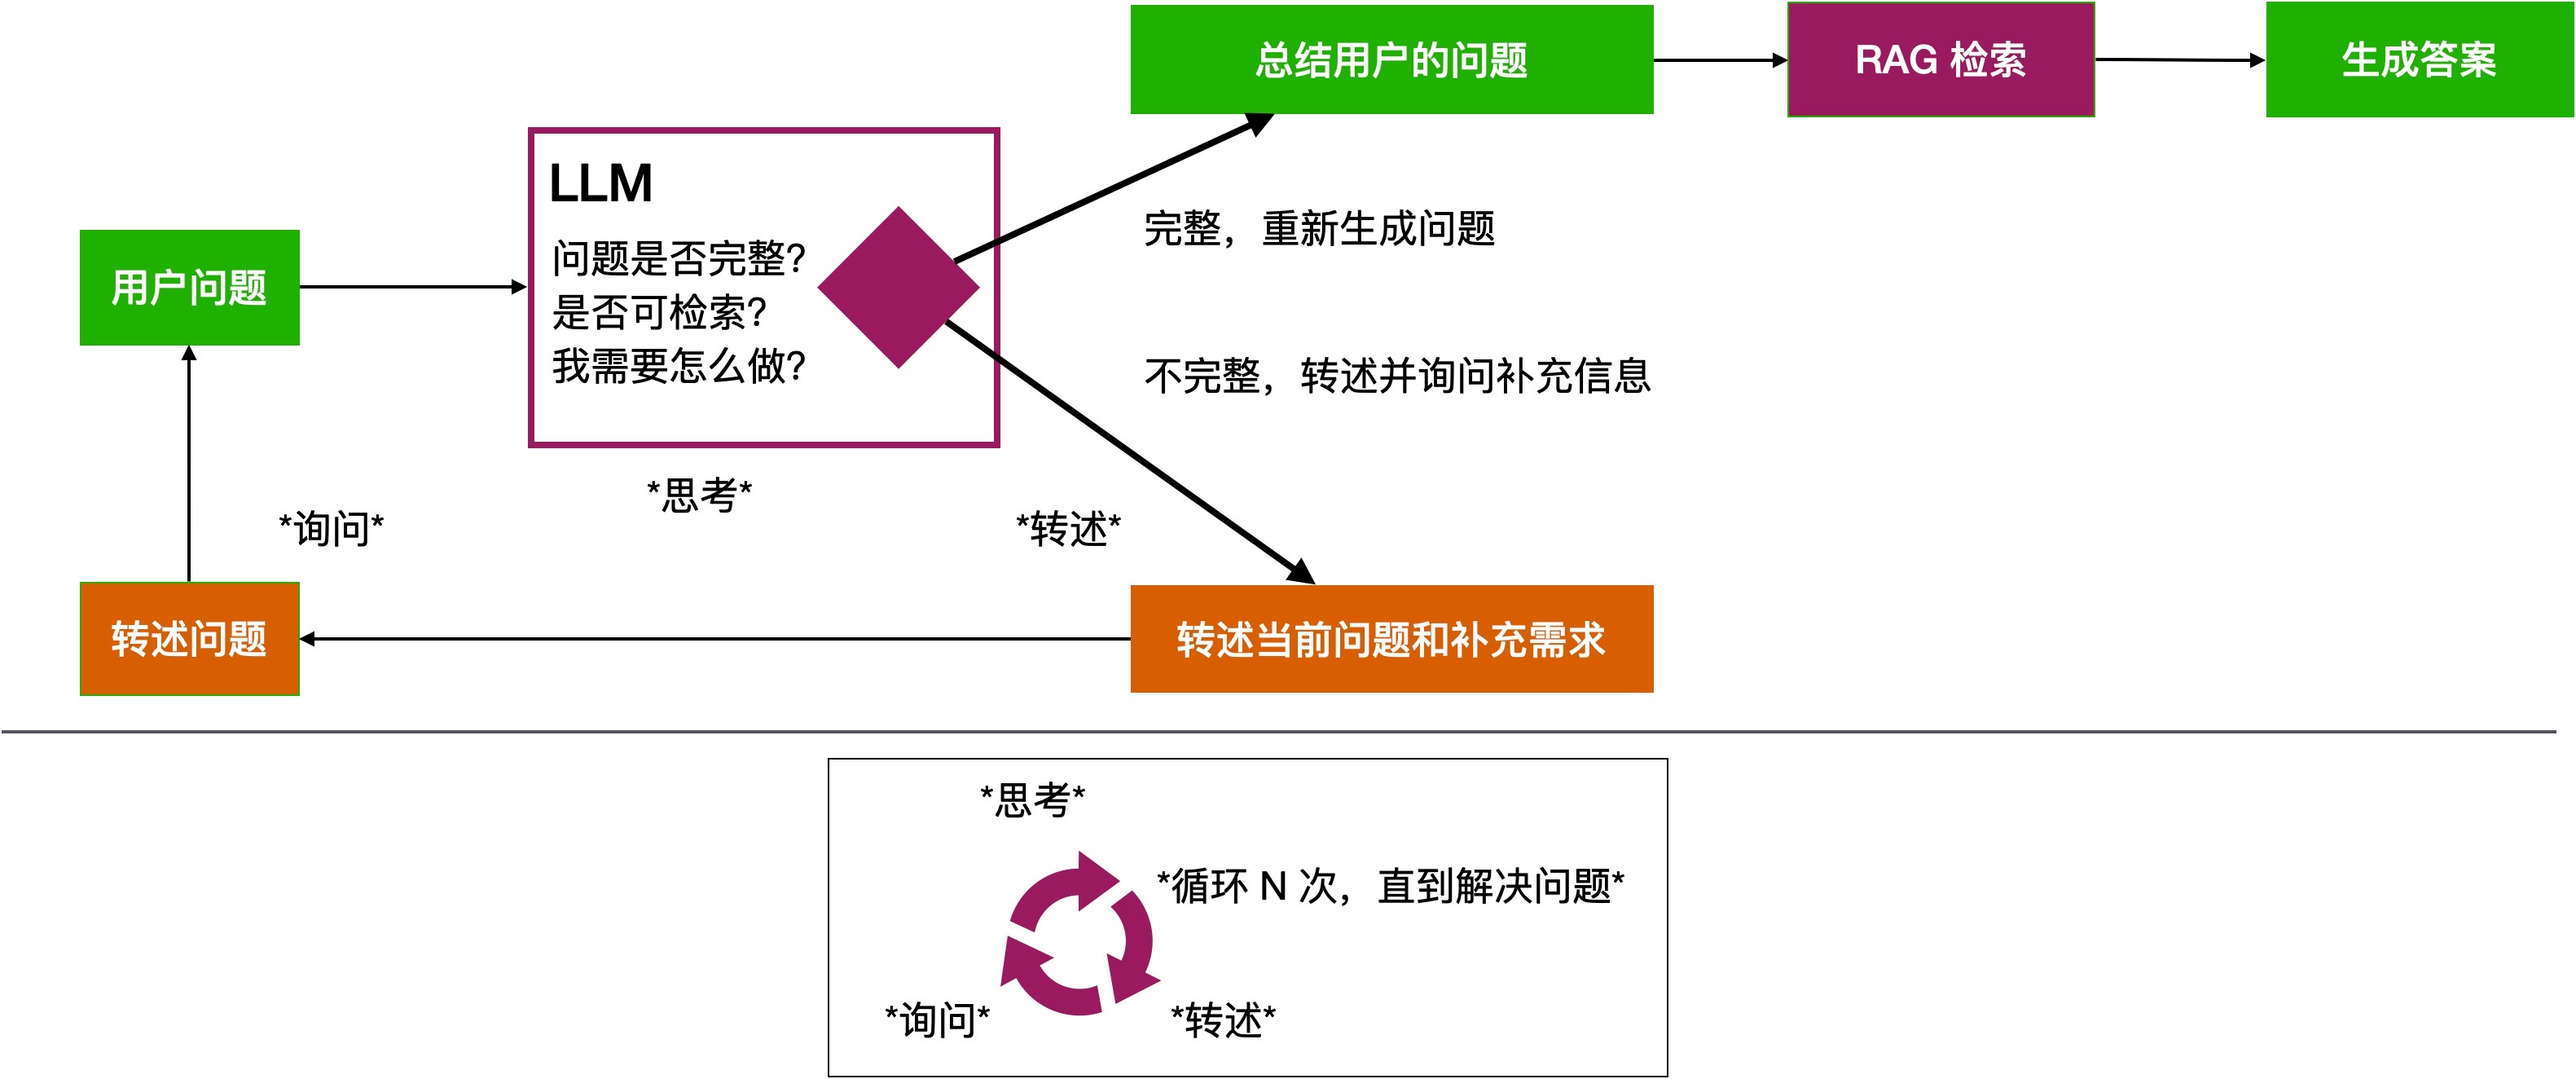 总结用户的问题
RAG 检索
生成答案
LLM
问题是否完整？
是否可检索？
我需要怎么做？
完整，重新生成问题
用户问题
不完整，转述并询问补充信息
*思考*
*询问*
*转述*
转述问题
转述当前问题和补充需求
*思考*
*循环 N 次，直到解决问题*
*询问*
*转述*